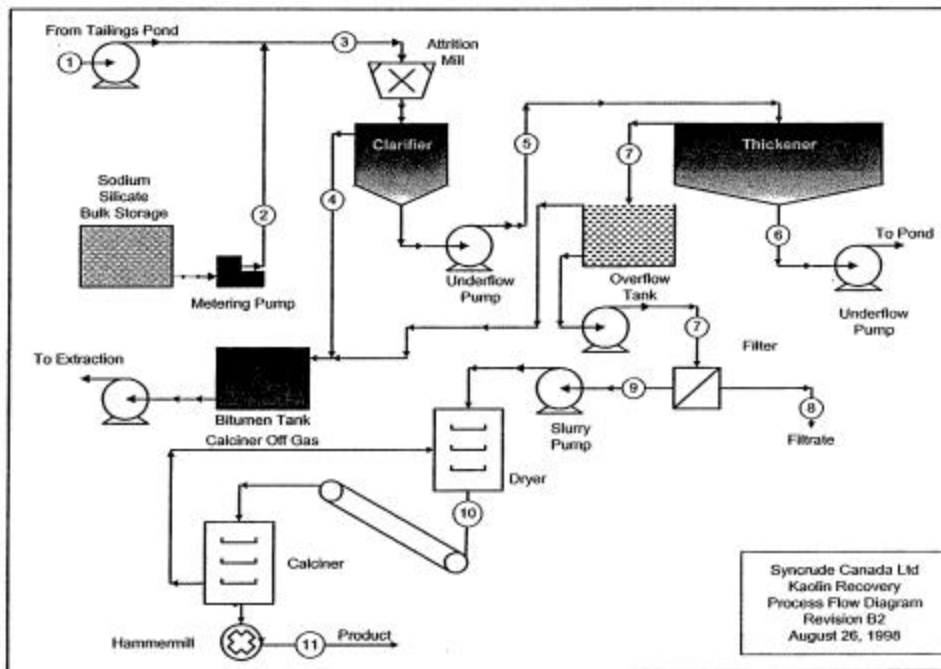 From Tailings Pond
1
3
Attrition
Mill
Clarifier
5
7
Thickener
Sodium
Silicate
Bulk Storage
2
4
6
To Pond
Metering Pump
Underflow
Pump
Overflow
Tank
Underflow
Pump
7
Filter
To Extraction
9
8
Bitumen Tank
Slurry
Pump
Filtrate
Calciner Off Gas
Dryer
10
Calciner
Hammermill
11
Product
Syncrude Canada Ltd
Kaolin Recovery
Process Flow Diagram
Revision B2
August 26, 1998